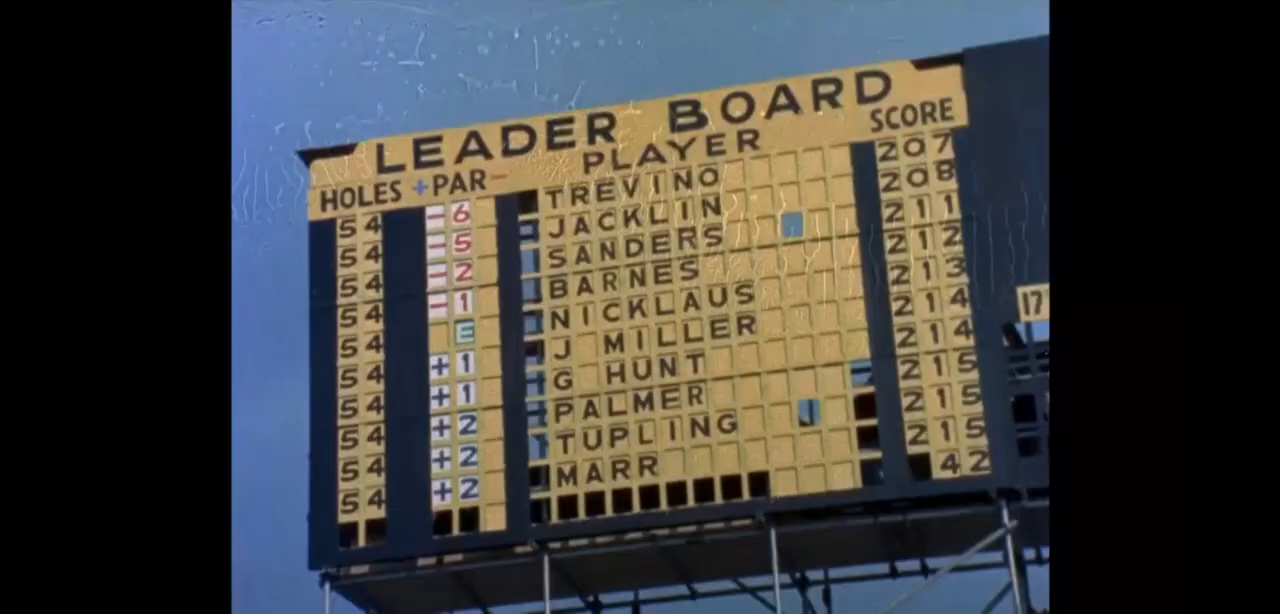 LEADER BOARD
HOLES +PAR- PLAYER SCORE
54 -6 TREVINO 207
54 -5 JACKLIN 208
54 -2 SANDERS 211
54 -1 BARNES 212
54 E NICKLAUS 213
54 +1 J MILLER 214
54 +1 G HUNT 214
54 +2 PALMER 215
54 +2 TUPLING 215
54 +2 MARR 215
42
17